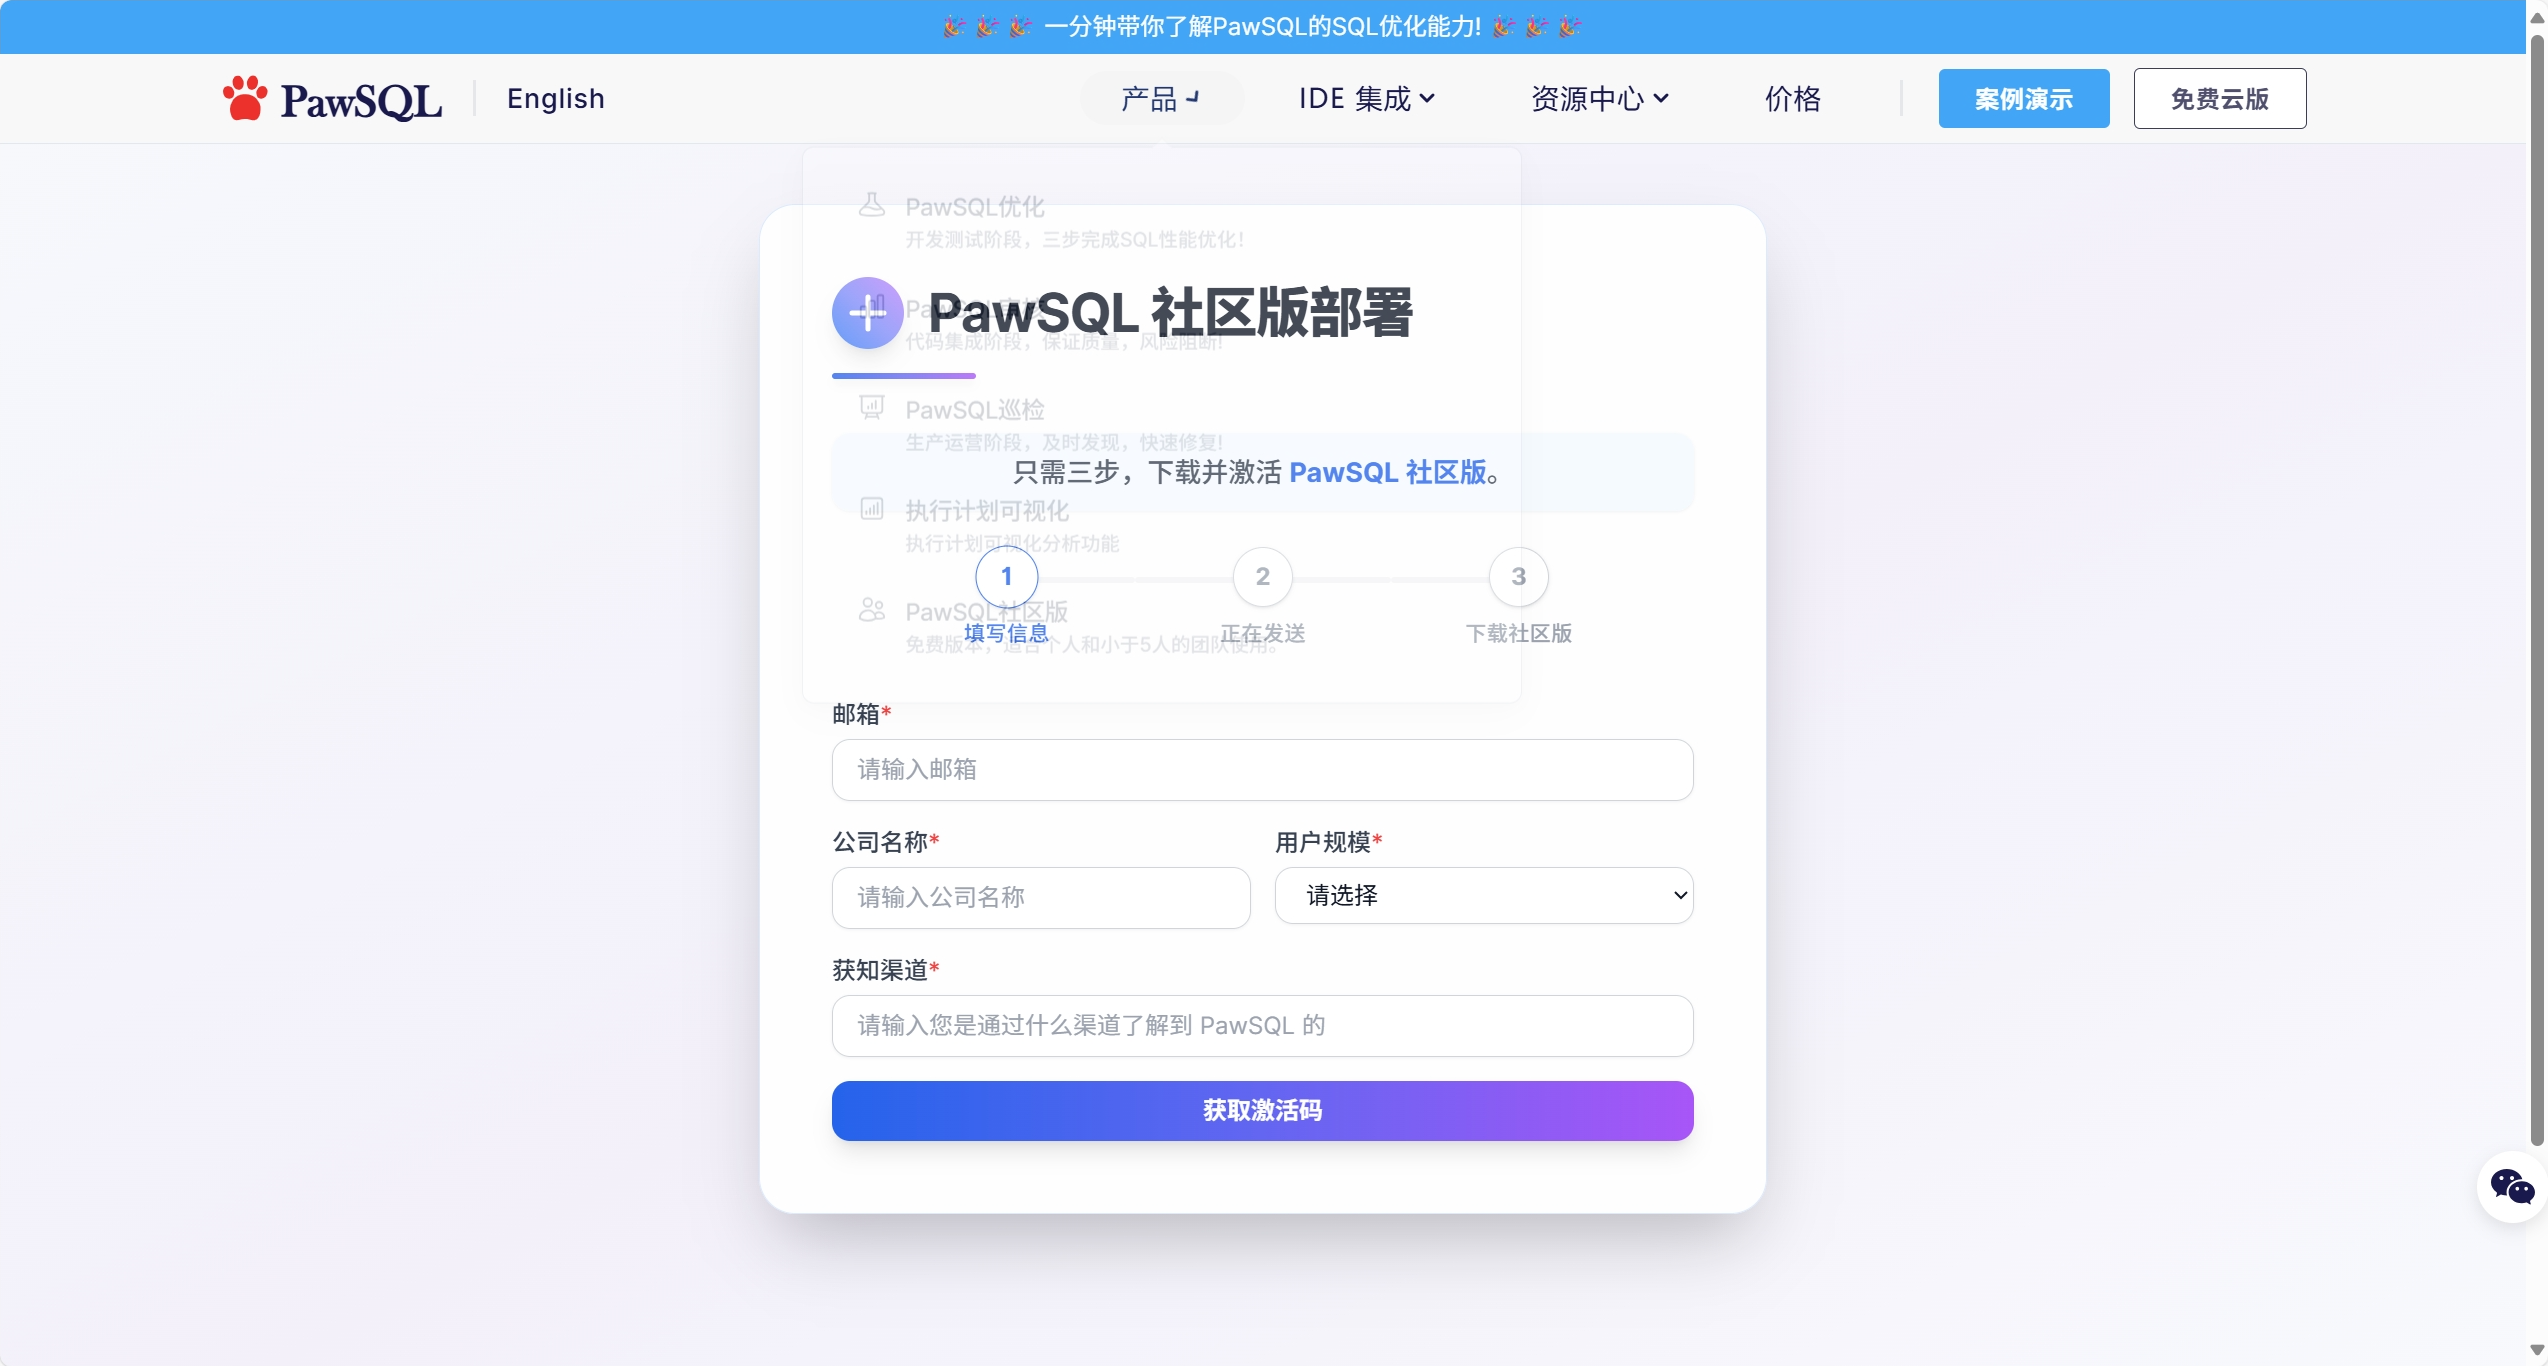 🎉 🎉 🎉 一分钟带你了解PawSQL的SQL优化能力! 🎉 🎉 🎉
PawSQL
English
产品
IDE 集成
资源中心
价格
案例演示
免费云版
PawSQL优化
开发测试阶段，三步完成SQL性能优化!
PawSQL 社区版部署
PawSQL审核
代码集成阶段，保证质量，风险阻断!
PawSQL巡检
生产运营阶段，及时发现，快速修复!
只需三步，下载并激活 PawSQL 社区版。
执行计划可视化
执行计划可视化分析功能
1
2
3
PawSQL社区版
免费版本，适合个人和小于5人的团队使用。
填写信息
正在发送
下载社区版
邮箱*
请输入邮箱
公司名称*
用户规模*
请输入公司名称
请选择
获知渠道*
请输入您是通过什么渠道了解到 PawSQL 的
获取激活码